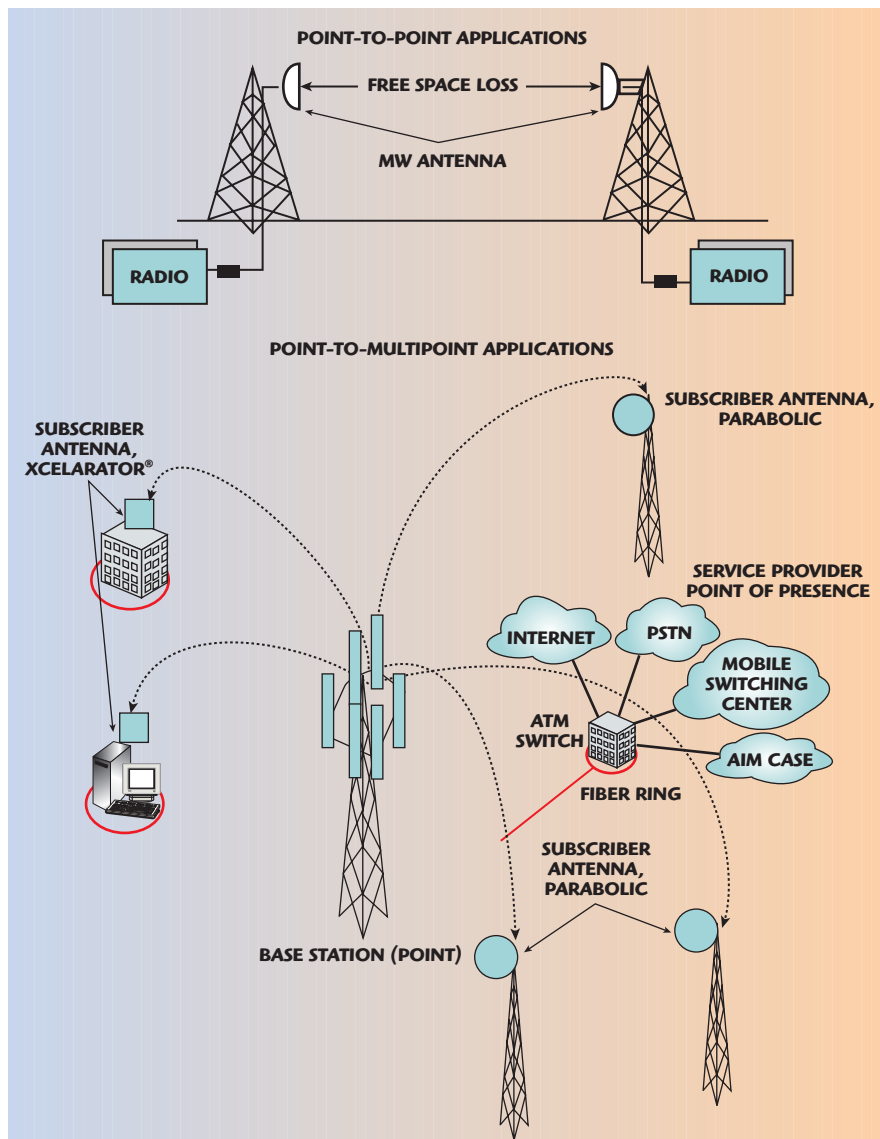 POINT-TO-POINT APPLICATIONS
FREE SPACE LOSS
MW ANTENNA
RADIO
RADIO
POINT-TO-MULTIPOINT APPLICATIONS
SUBSCRIBER ANTENNA,
PARABOLIC
SUBSCRIBER
ANTENNA,
XCELARATOR®
SERVICE PROVIDER
POINT OF PRESENCE
INTERNET
PSTN
MOBILE
SWITCHING
CENTER
ATM
SWITCH
AIM CASE
FIBER RING
SUBSCRIBER
ANTENNA,
PARABOLIC
BASE STATION (POINT)